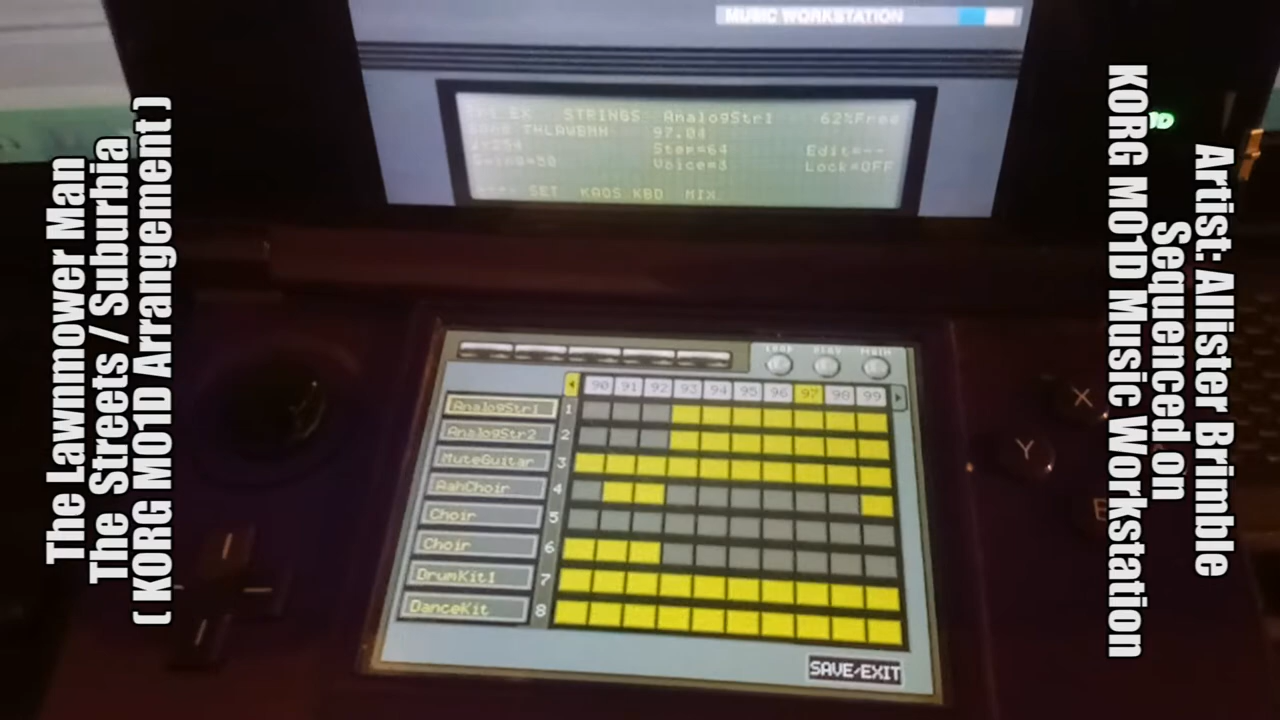 The Lawnmower Man
The Streets / Suburbia
( KORG M01D Arrangement )
MUSIC WORKSTATION
STRINGS AnalogStr1 62%Free
97.04
Step=64 Edit=--
Voice=3 Lock=OFF
SET KAOS KBD MIX
90 91 92 93 94 95 96 97 98 99
AnalogStr1 1
AnalogStr2 2
MuteGuitar 3
AahChoir 4
Choir 5
Choir 6
DrumKit1 7
DanceKit 8
SAVE/EXIT
X
Y
Artist: Allister Brimble
Sequenced on
KORG M01D Music Workstation